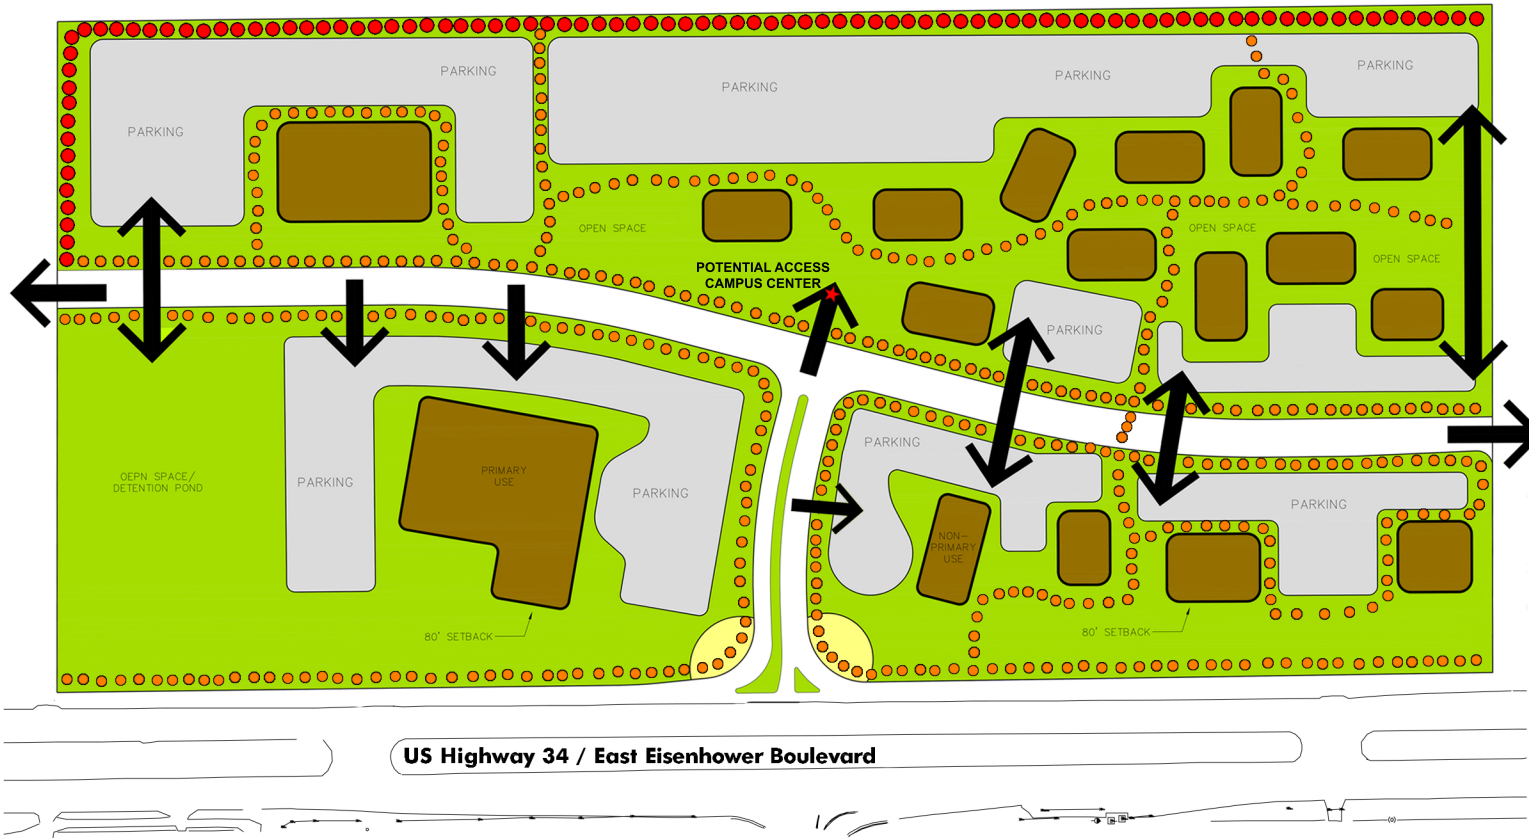 PARKING
PARKING
PARKING
PARKING
PARKING
OPEN SPACE
OPEN SPACE
OPEN SPACE
POTENTIAL ACCESS
CAMPUS CENTER
PARKING
PARKING
OEPN SPACE/
DETENTION POND
PARKING
PRIMARY
USE
PARKING
PARKING
NON-
PRIMARY
USE
80' SETBACK
80' SETBACK
US Highway 34 / East Eisenhower Boulevard